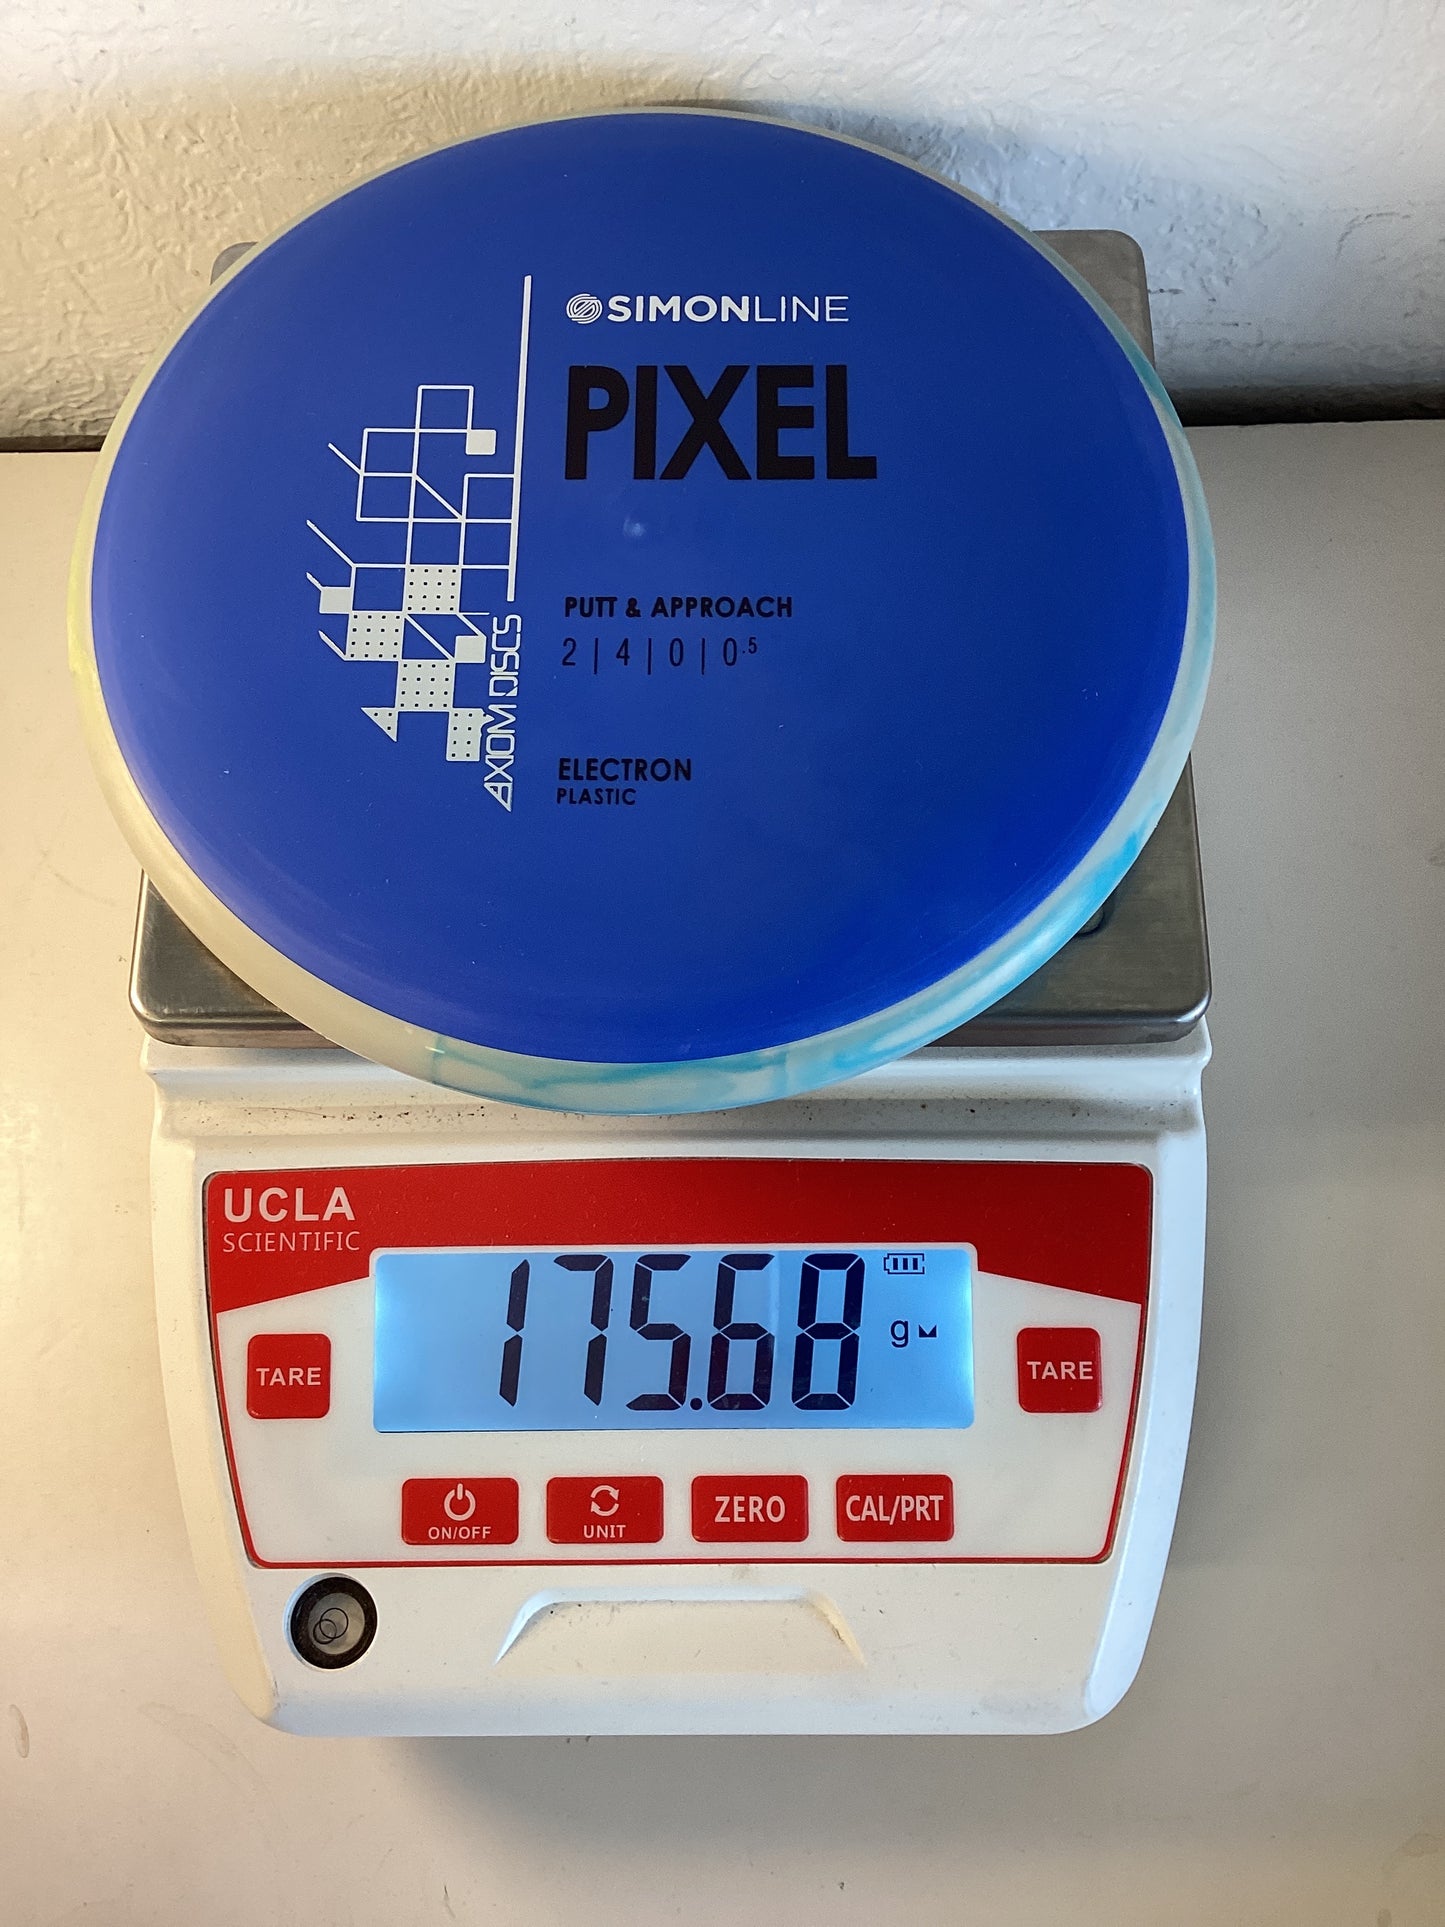 SIMONLINE
PIXEL
PUTT & APPROACH
2 | 4 | 0 | 0.5
AXIOM DISCS
ELECTRON
PLASTIC
UCLA
SCIENTIFIC
175.68 g
TARE
TARE
ON/OFF
UNIT
ZERO
CAL/PRT